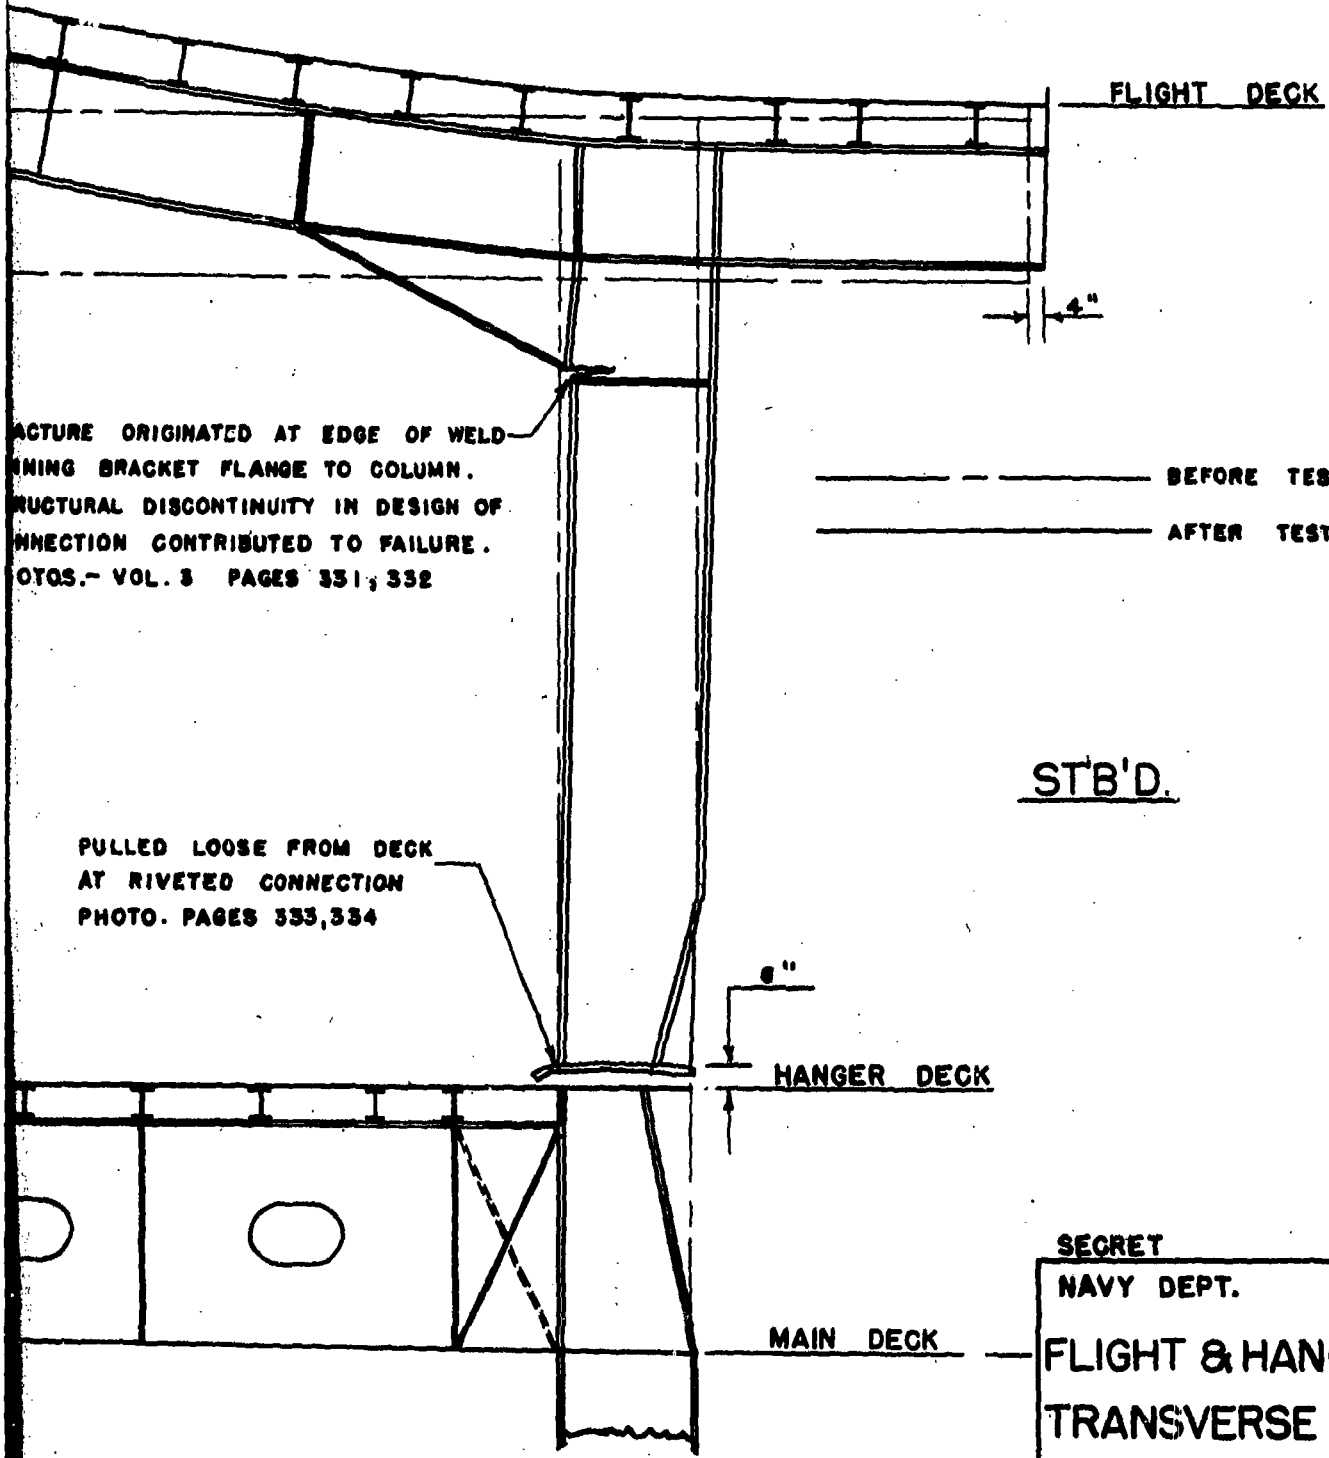 FLIGHT DECK
4"
ACTURE ORIGINATED AT EDGE OF WELD
NING BRACKET FLANGE TO COLUMN.
RUCTURAL DISCONTINUITY IN DESIGN OF
NNECTION CONTRIBUTED TO FAILURE.
OTOS.- VOL. 3 PAGES 331, 332
BEFORE TES
AFTER TEST
STB'D.
PULLED LOOSE FROM DECK
AT RIVETED CONNECTION
PHOTO. PAGES 333,334
6"
HANGER DECK
MAIN DECK
SECRET
NAVY DEPT.
FLIGHT & HAN
TRANSVERSE